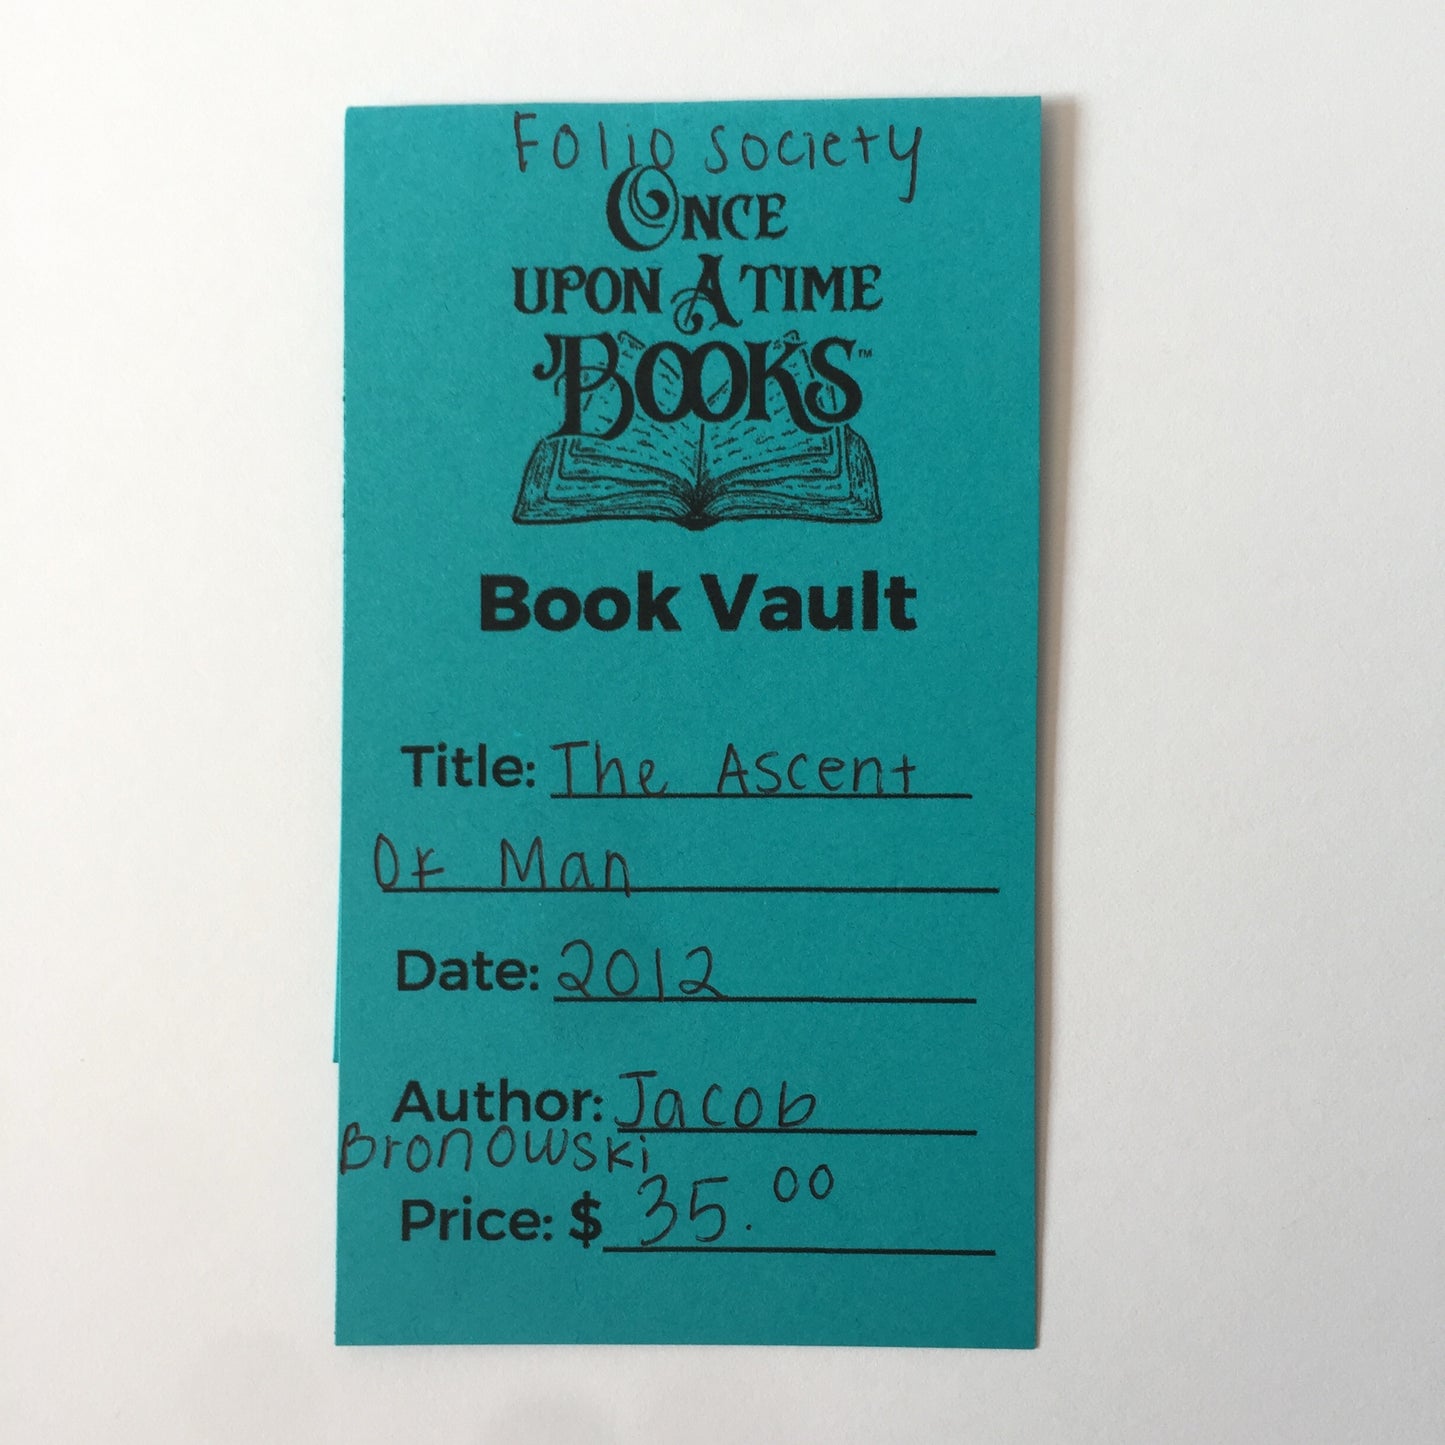 Folio Society
ONCE
UPON A TIME
BOOKS™
Book Vault
Title: The Ascent
Of Man
Date: 2012
Author: Jacob
Bronowski
Price: $ 35.00